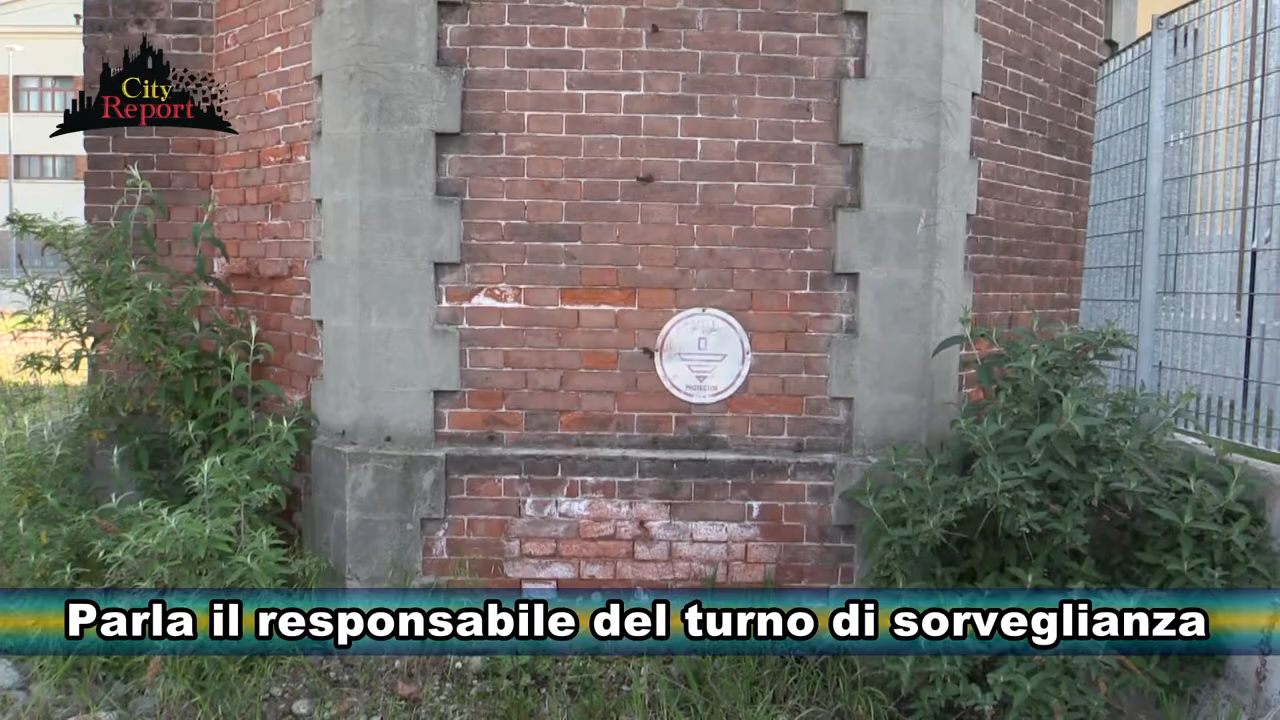 City
Report
PROTECTOR
Parla il responsabile del turno di sorveglianza